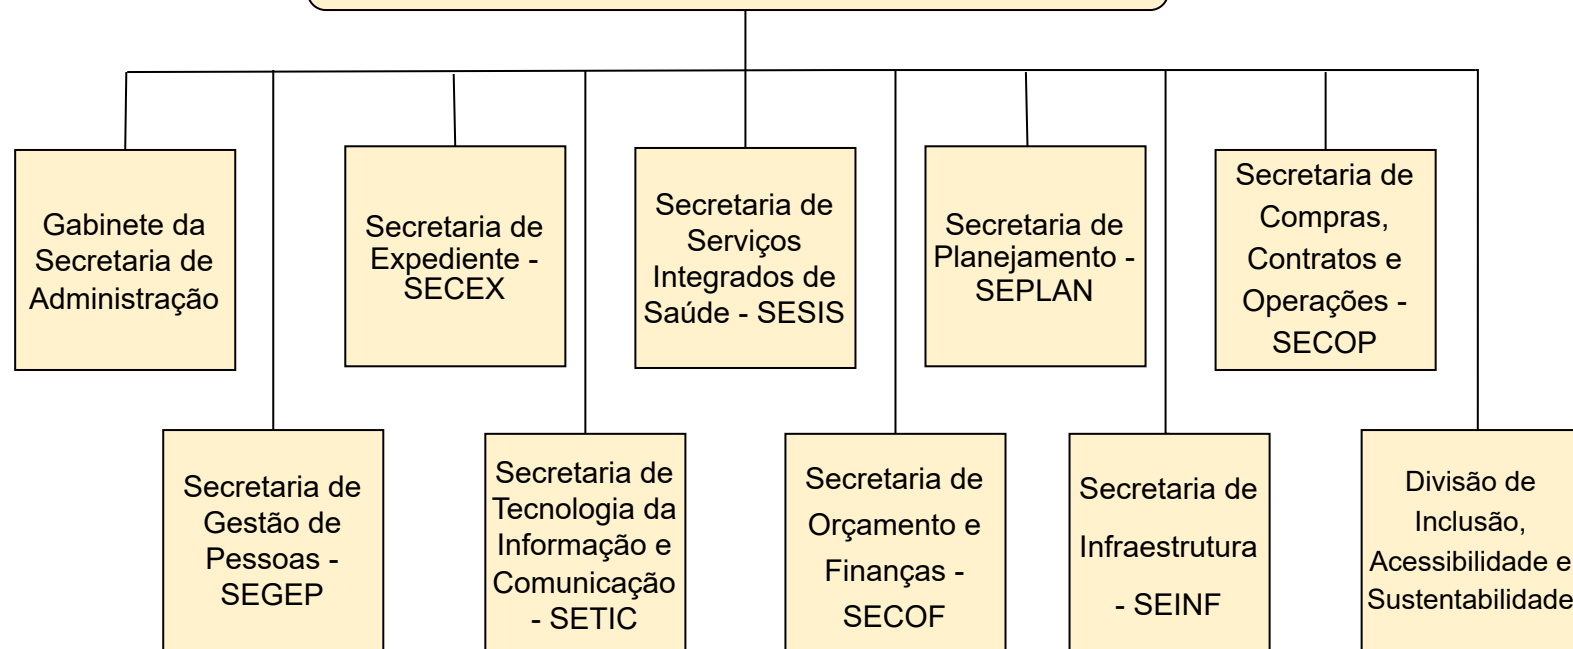 Gabinete da
Secretaria de
Administração
Secretaria de
Expediente -
SECEX
Secretaria de
Serviços
Integrados de
Saúde - SESIS
Secretaria de
Planejamento -
SEPLAN
Secretaria de
Compras,
Contratos e
Operações -
SECOP
Secretaria de
Gestão de
Pessoas -
SEGEP
Secretaria de
Tecnologia da
Informação e
Comunicação
- SETIC
Secretaria de
Orçamento e
Finanças -
SECOF
Secretaria de
Infraestrutura
- SEINF
Divisão de
Inclusão,
Acessibilidade e
Sustentabilidade